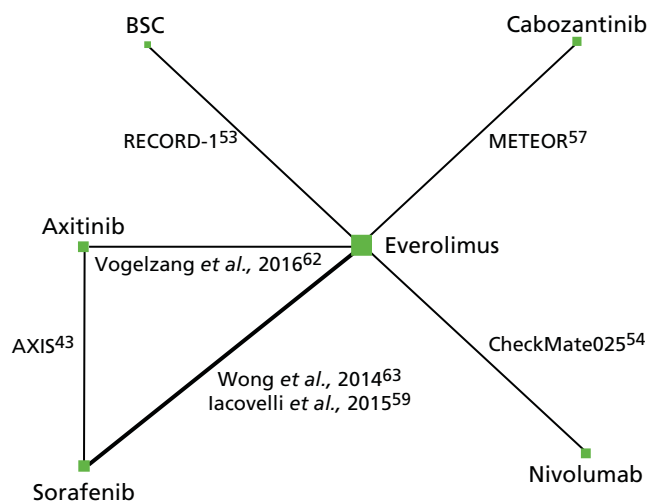 BSC
Cabozantinib
RECORD-1⁵³
METEOR⁵⁷
Axitinib
Everolimus
Vogelzang et al., 2016⁶²
AXIS⁴³
CheckMate025⁵⁴
Wong et al., 2014⁶³
Iacovelli et al., 2015⁵⁹
Nivolumab
Sorafenib